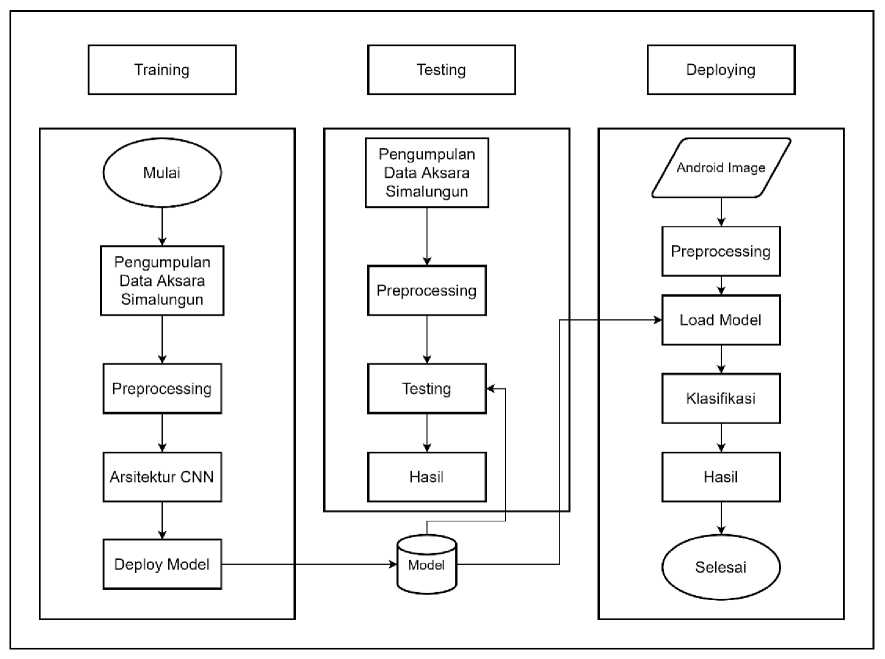 Training
Testing
Deploying
Mulai
Pengumpulan
Data Aksara
Simalungun
Preprocessing
Arsitektur CNN
Deploy Model
Pengumpulan
Data Aksara
Simalungun
Preprocessing
Testing
Hasil
Model
Android Image
Preprocessing
Load Model
Klasifikasi
Hasil
Selesai